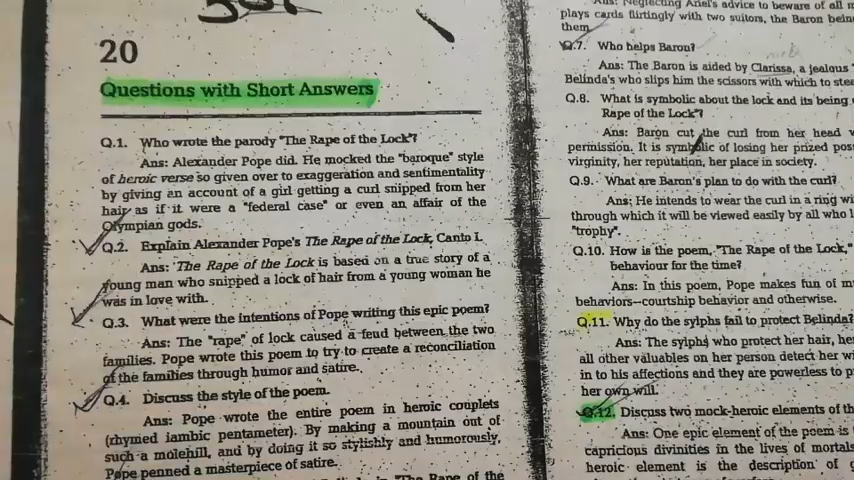 20
Questions with Short Answers
Q.1. Who wrote the parody "The Rape of the Lock"?
Ans: Alexander Pope did. He mocked the "baroque" style
of heroic verse so given over to exaggeration and sentimentality
by giving an account of a girl getting a curl snipped from her
hair as if it were a "federal case" or even an affair of the
Olympian gods.
Q.2. Explain Alexander Pope's The Rape of the Lock, Canto I.
Ans: 'The Rape of the Lock is based on a true story of a
young man who snipped a lock of hair from a young woman he
was in love with.
Q.3. What were the intentions of Pope writing this epic poem?
Ans: The "rape" of lock caused a feud between the two
families. Pope wrote this poem to try to create a reconciliation
of the families through humor and satire.
Q.4. Discuss the style of the poem.
Ans: Pope wrote the entire poem in heroic couplets
(rhymed iambic pentameter). By making a mountain out of
such a molehill, and by doing it so stylishly and humorously,
Pope penned a masterpiece of satire.
"The Rape of the
Ans: Neglecting Ariel's advice to beware of all
plays cards flirtingly with two suitors, the Baron
them
Q.7. Who helps Baron?
Ans: The Baron is aided by Clarissa, a jealous
Belinda's who slips him the scissors with which to
Q.8. What is symbolic about the lock and its being
Rape of the Lock"?
Ans: Baron cut the curl from her head
permission. It is symbolic of losing her prized
virginity, her reputation, her place in society.
Q.9. What are Baron's plan to do with the curl?
Ans: He intends to wear the curl in a ring
through which it will be viewed easily by all who
"trophy".
Q.10. How is the poem, "The Rape of the Lock,"
behaviour for the time?
Ans: In this poem, Pope makes fun of
behaviors--courtship behavior and otherwise.
Q.11. Why do the sylphs fail to protect Belinda?
Ans: The sylphs who protect her hair, her
all other valuables on her person detect her
in to his affections and they are powerless to
her own will.
Q.12. Discuss two mock-heroic elements of
Ans: One epic element of the poem is
capricious divinities in the lives of mortals
heroic element is the description of